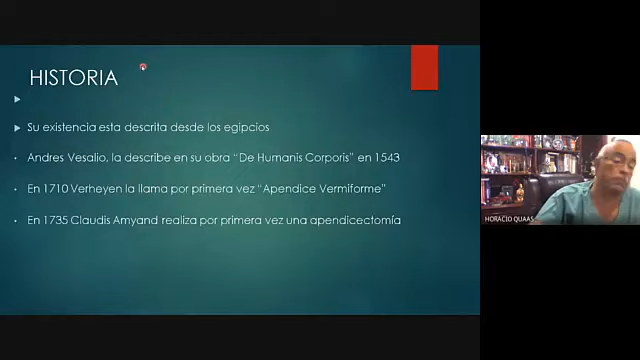 HISTORIA
Su existencia esta descrita desde los egipcios
Andres Vesalio, la describe en su obra “De Humanis Corporis” en 1543
En 1710 Verheyen la llama por primera vez “Apendice Vermiforme”
En 1735 Claudis Amyand realiza por primera vez una apendicectomía
HORACIO QUAAS